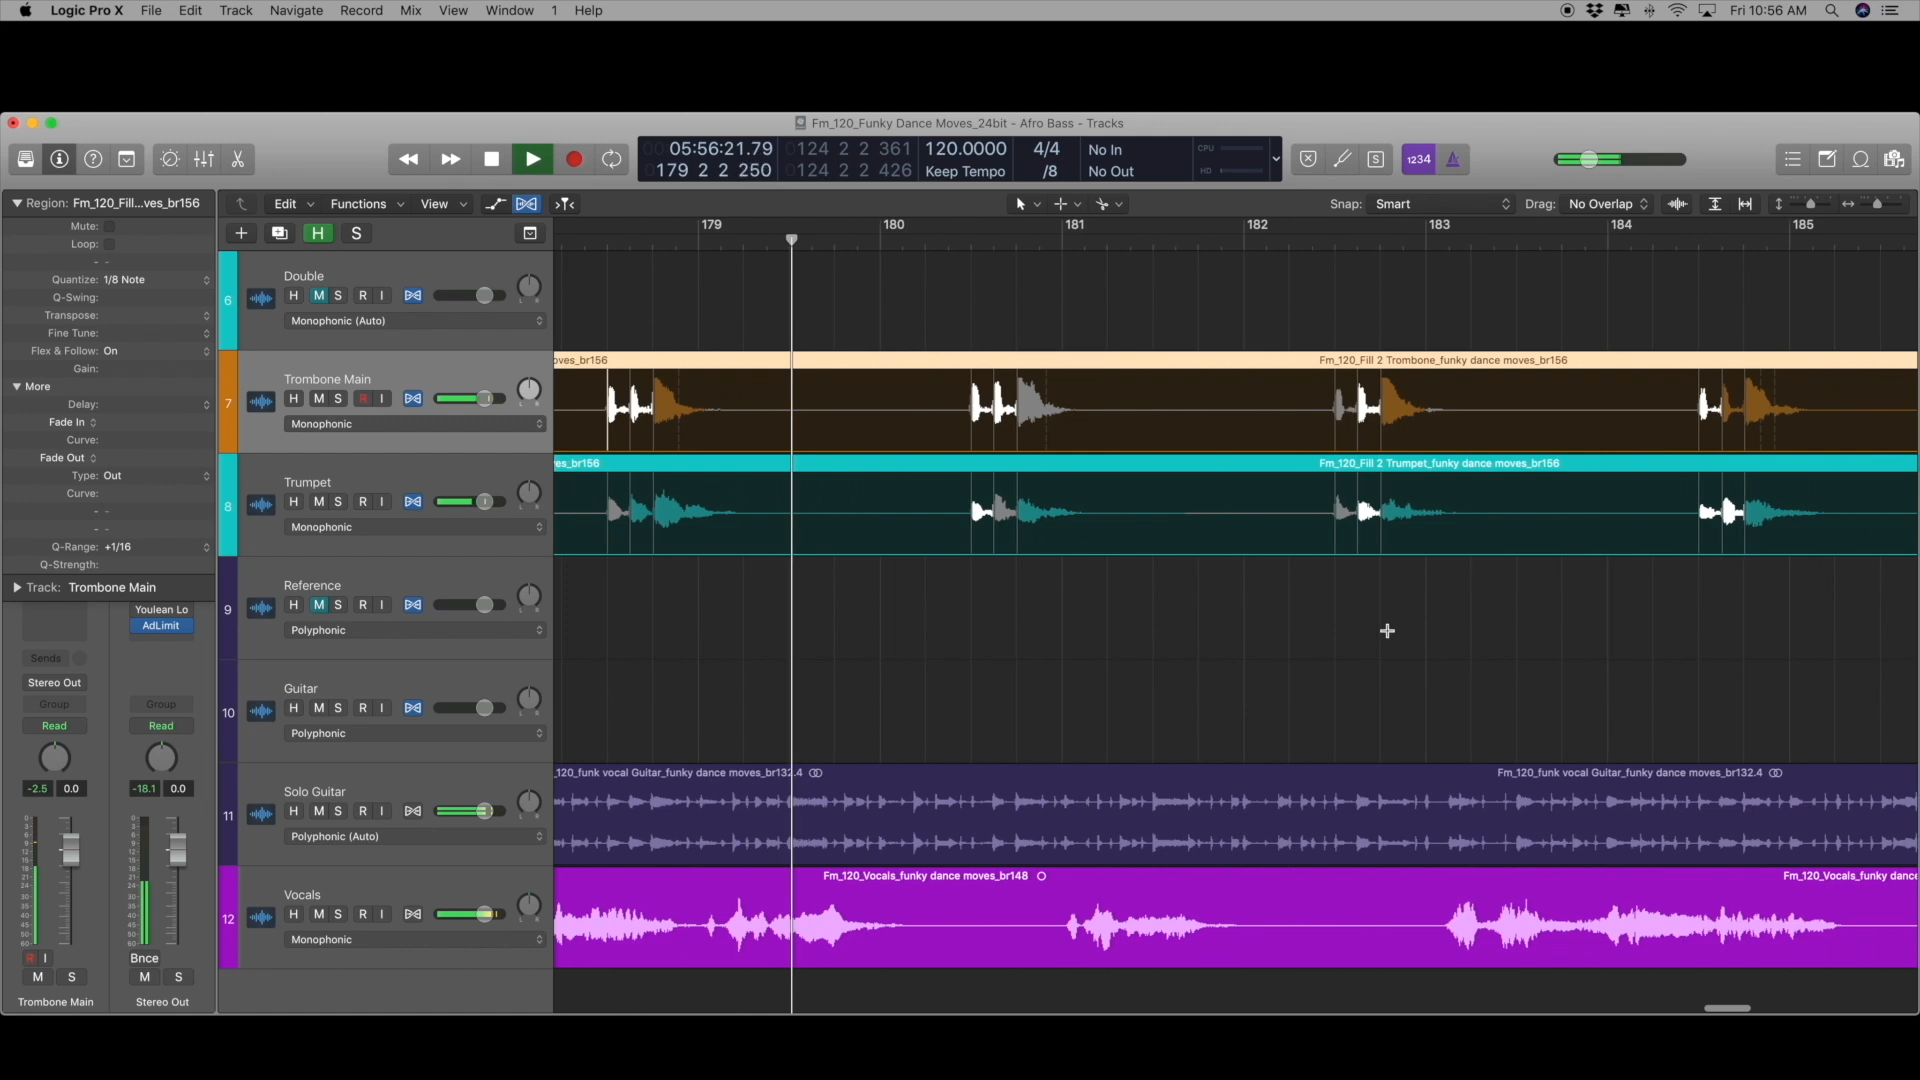 Logic Pro X File Edit Track Navigate Record Mix View Window 1 Help Fri 10:56 AM
Fm_120_Funky Dance Moves_24bit - Afro Bass - Tracks
05:56:21.79 124 2 2 361 120.0000 4/4 No In CPU
179 2 2 250 124 2 2 426 Keep Tempo /8 No Out HD
1234
Region: Fm_120_Fill...ves_br156
Edit Functions View Snap: Smart Drag: No Overlap
Mute:
Loop:
Quantize: 1/8 Note
Q-Swing:
Transpose:
Fine Tune:
Flex & Follow: On
Gain:
More
Delay:
Fade In
Curve:
Fade Out
Type: Out
Curve:
Q-Range: +1/16
Q-Strength:
Track: Trombone Main
Youlean Lo
AdLimit
Sends
Stereo Out
Group Group
Read Read
-2.5 0.0 -18.1 0.0
R I Bnce
M S M S
Trombone Main Stereo Out
H S
179 180 181 182 183 184 185
6 Double
H M S R I
Monophonic (Auto)
7 Trombone Main
H M S R I
Monophonic
oves_br156 Fm_120_Fill 2 Trombone_funky dance moves_br156
8 Trumpet
H M S R I
Monophonic
ves_br156 Fm_120_Fill 2 Trumpet_funky dance moves_br156
9 Reference
H M S R I
Polyphonic
10 Guitar
H M S R I
Polyphonic
11 Solo Guitar
H M S R I
Polyphonic (Auto)
_120_funk vocal Guitar_funky dance moves_br132.4 Fm_120_funk vocal Guitar_funky dance moves_br132.4
12 Vocals
H M S R I
Monophonic
Fm_120_Vocals_funky dance moves_br148 Fm_120_Vocals_funky dance